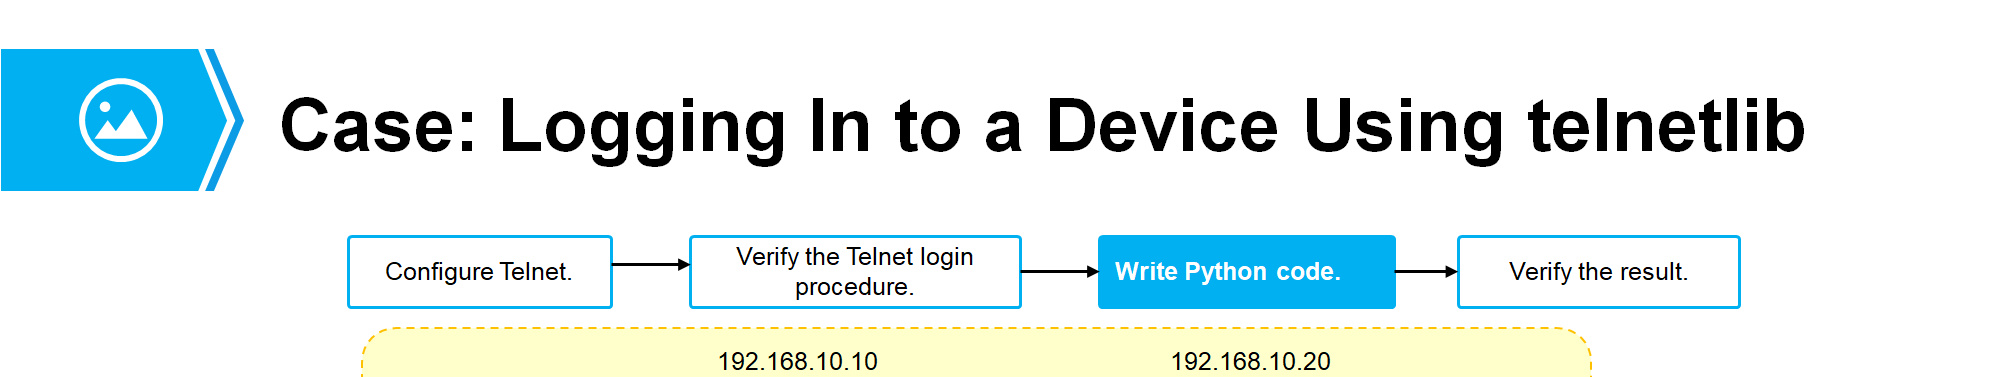 Case: Logging In to a Device Using telnetlib
Configure Telnet.
Verify the Telnet login
procedure.
Write Python code.
Verify the result.
192.168.10.10
192.168.10.20